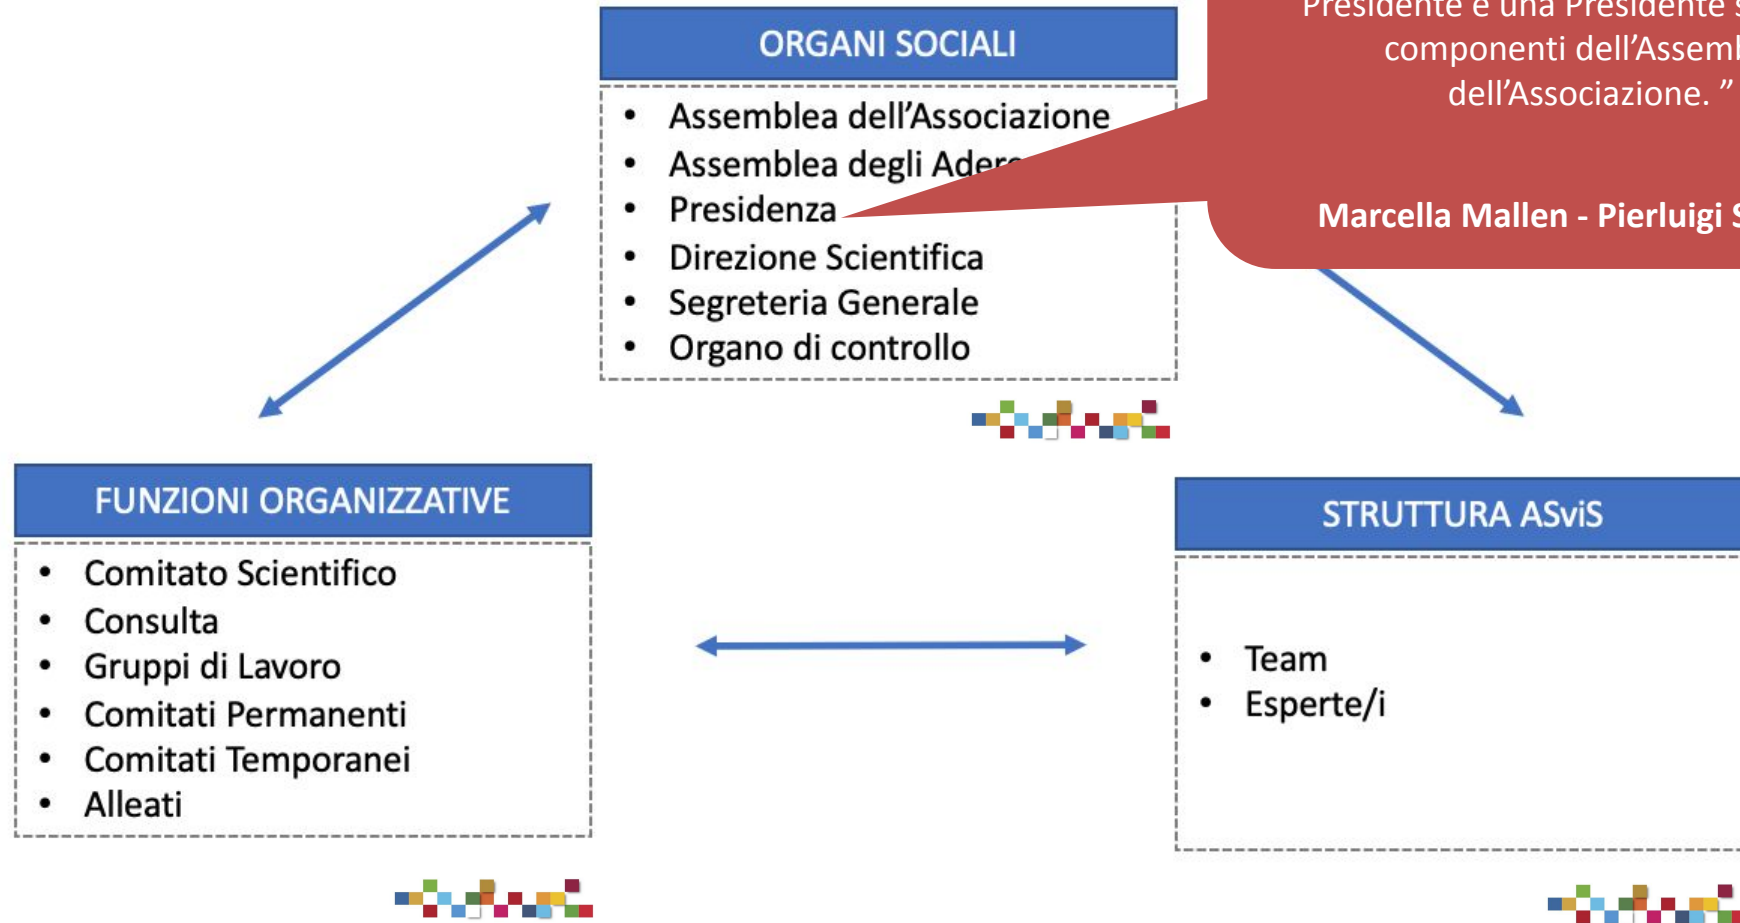 ORGANI SOCIALI
• Assemblea dell’Associazione
• Assemblea degli
• Presidenza
• Direzione Scientifica
• Segreteria Generale
• Organo di controllo
Presidente e una Presidente
componenti
dell’Associazione. ”
Marcella Mallen - Pierluigi
FUNZIONI ORGANIZZATIVE
• Comitato Scientifico
• Consulta
• Gruppi di Lavoro
• Comitati Permanenti
• Comitati Temporanei
• Alleati
STRUTTURA ASviS
• Team
• Esperte/i